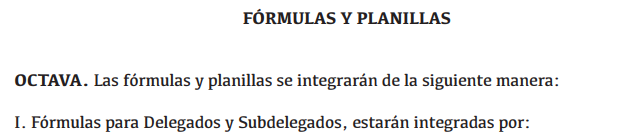 FÓRMULAS Y PLANILLAS
OCTAVA. Las fórmulas y planillas se integrarán de la siguiente manera:
I. Fórmulas para Delegados y Subdelegados, estarán integradas por: